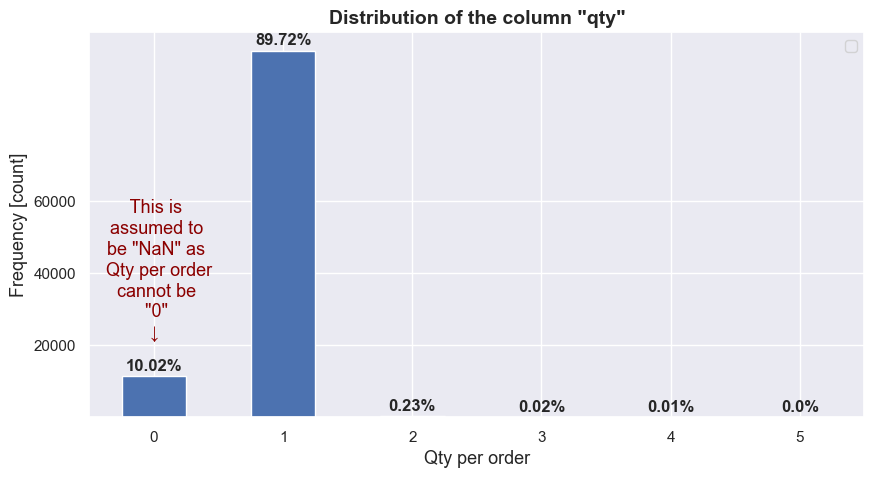 Distribution of the column "qty"
89.72%
Frequency [count]
60000
40000
20000
This is
assumed to
be "NaN" as
Qty per order
cannot be
"0"
↓
10.02%
0.23%
0.02%
0.01%
0.0%
0
1
2
3
4
5
Qty per order